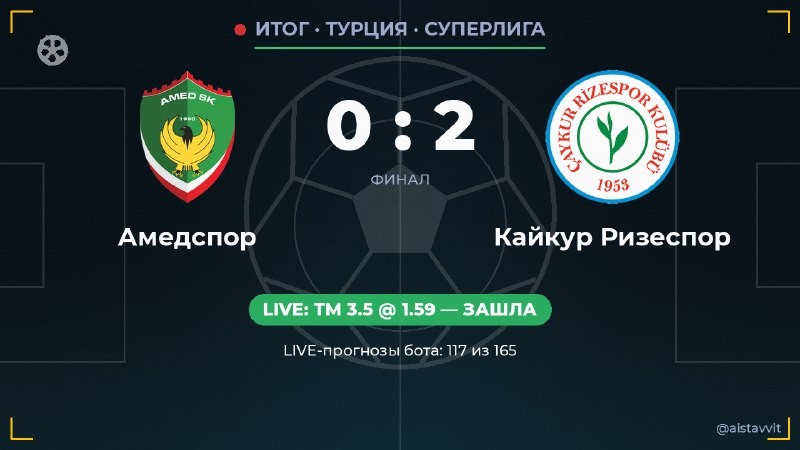 ИТОГ · ТУРЦИЯ · СУПЕРЛИГА
AMED SK
1990
0 : 2
ÇAYKUR RİZESPOR KULÜBÜ
1953
ФИНАЛ
Амедспор
Кайкур Ризеспор
LIVE: ТМ 3.5 @ 1.59 — ЗАШЛА
LIVE-прогнозы бота: 117 из 165
@aistavvit